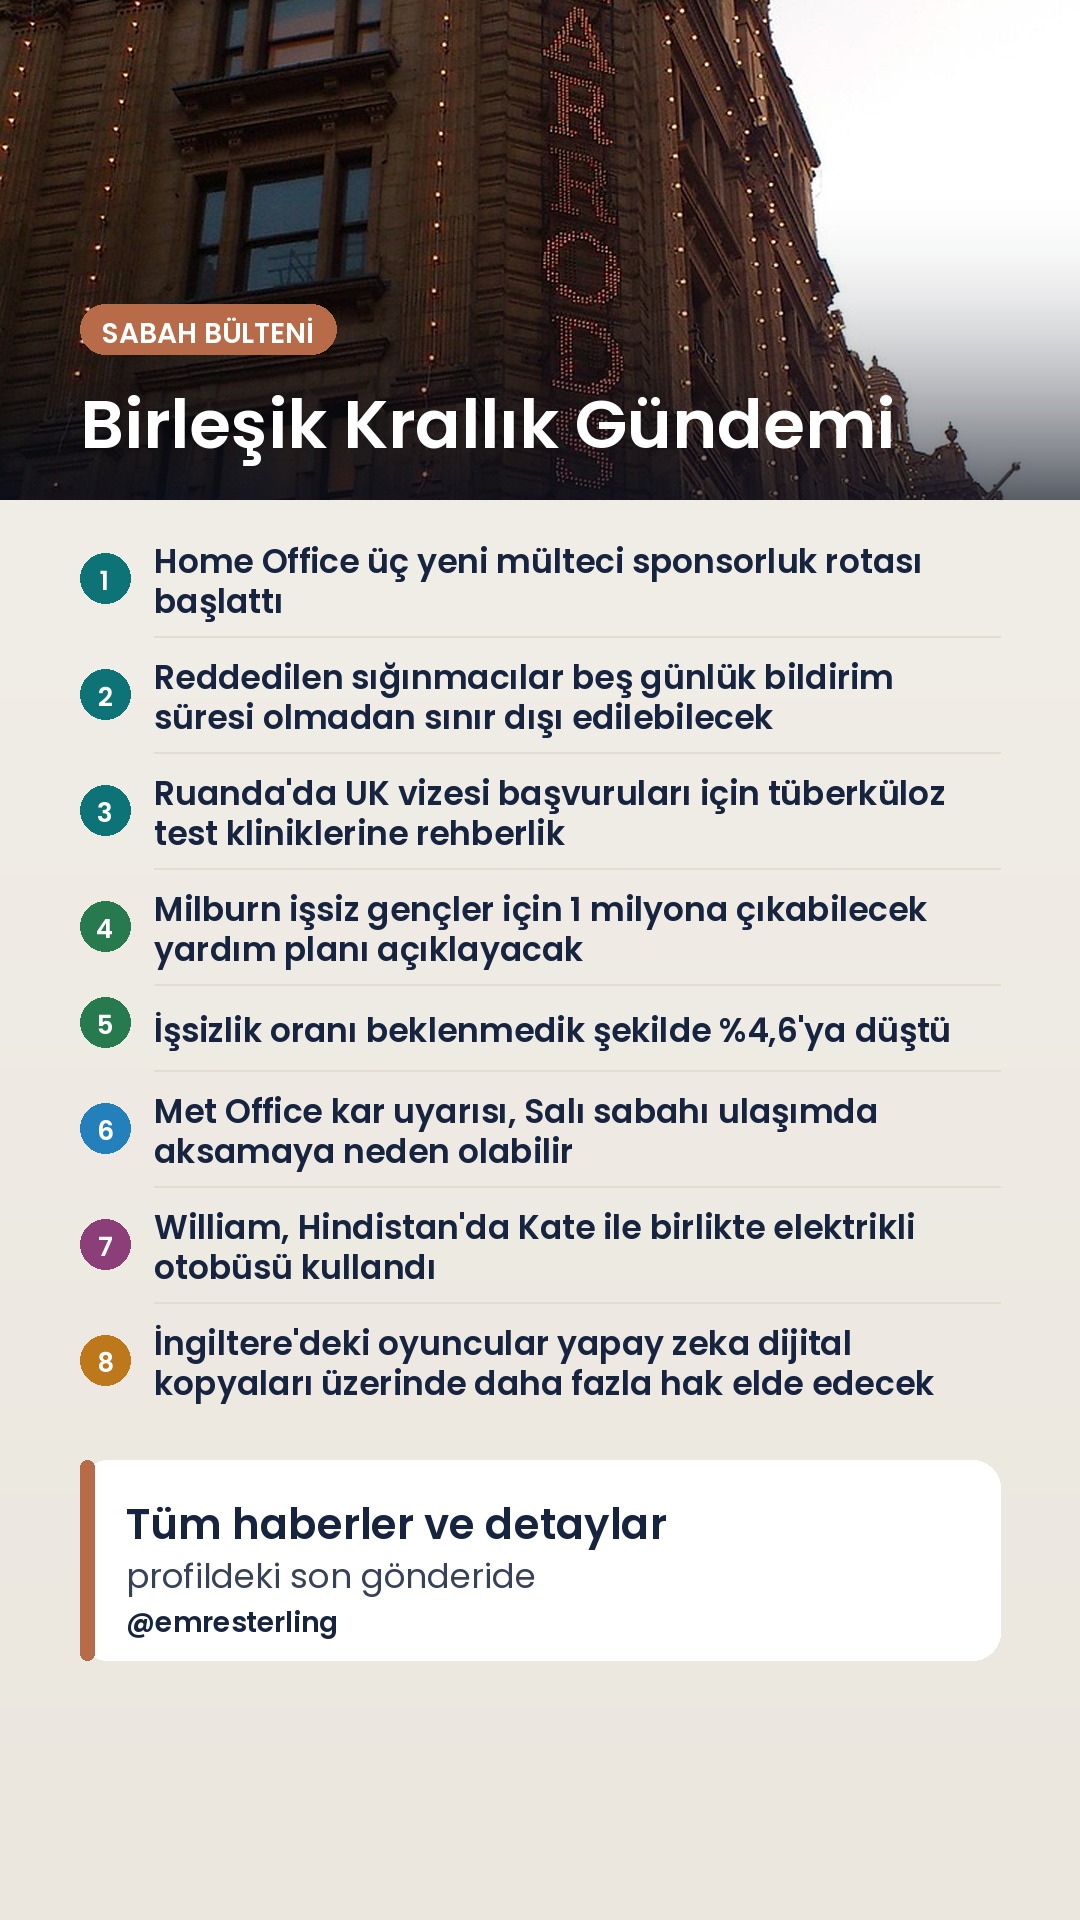 HARRODS
SABAH BÜLTENİ
Birleşik Krallık Gündemi
1 Home Office üç yeni mülteci sponsorluk rotası
başlattı
2 Reddedilen sığınmacılar beş günlük bildirim
süresi olmadan sınır dışı edilebilecek
3 Ruanda'da UK vizesi başvuruları için tüberküloz
test kliniklerine rehberlik
4 Milburn işsiz gençler için 1 milyona çıkabilecek
yardım planı açıklayacak
5 İşsizlik oranı beklenmedik şekilde %4,6'ya düştü
6 Met Office kar uyarısı, Salı sabahı ulaşımda
aksamaya neden olabilir
7 William, Hindistan'da Kate ile birlikte elektrikli
otobüsü kullandı
8 İngiltere'deki oyuncular yapay zeka dijital
kopyaları üzerinde daha fazla hak elde edecek
Tüm haberler ve detaylar
profildeki son gönderide
@emresterling